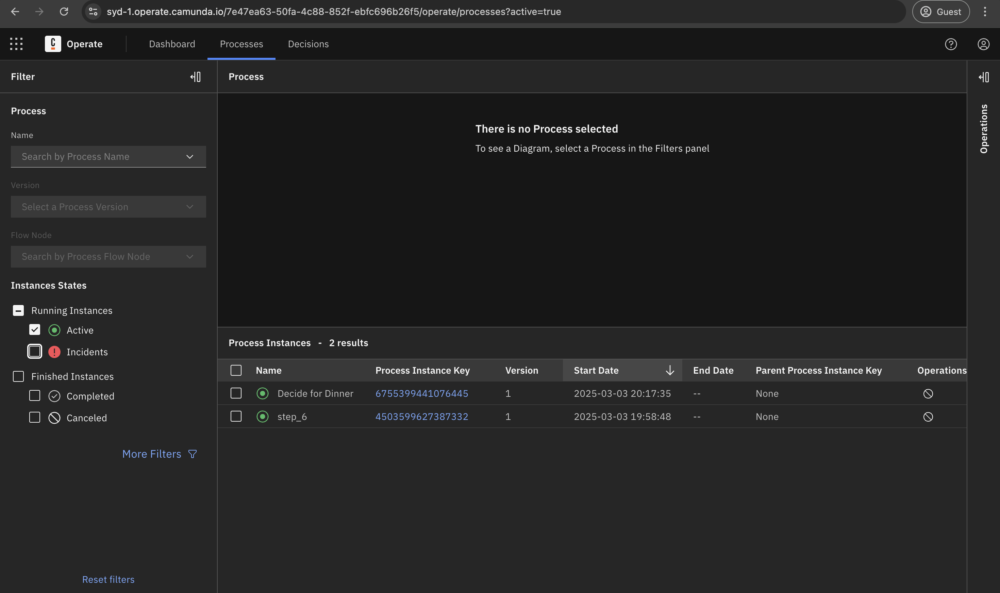 syd-1.operate.camunda.io/7e47ea63-50fa-4c88-852f-ebfc696b26f5/operate/processes?active=true
Guest
Operate
Dashboard
Processes
Decisions
Filter
Process
Name
Search by Process Name
Version
Select a Process Version
Flow Node
Search by Process Flow Node
Instances States
Running Instances
Active
Incidents
Finished Instances
Completed
Canceled
More Filters
Reset filters
Process
There is no Process selected
To see a Diagram, select a Process in the Filters panel
Process Instances - 2 results
Name Process Instance Key Version Start Date End Date Parent Process Instance Key Operations
Decide for Dinner 6755399441076445 1 2025-03-03 20:17:35 -- None
step_6 4503599627387332 1 2025-03-03 19:58:48 -- None
Operations